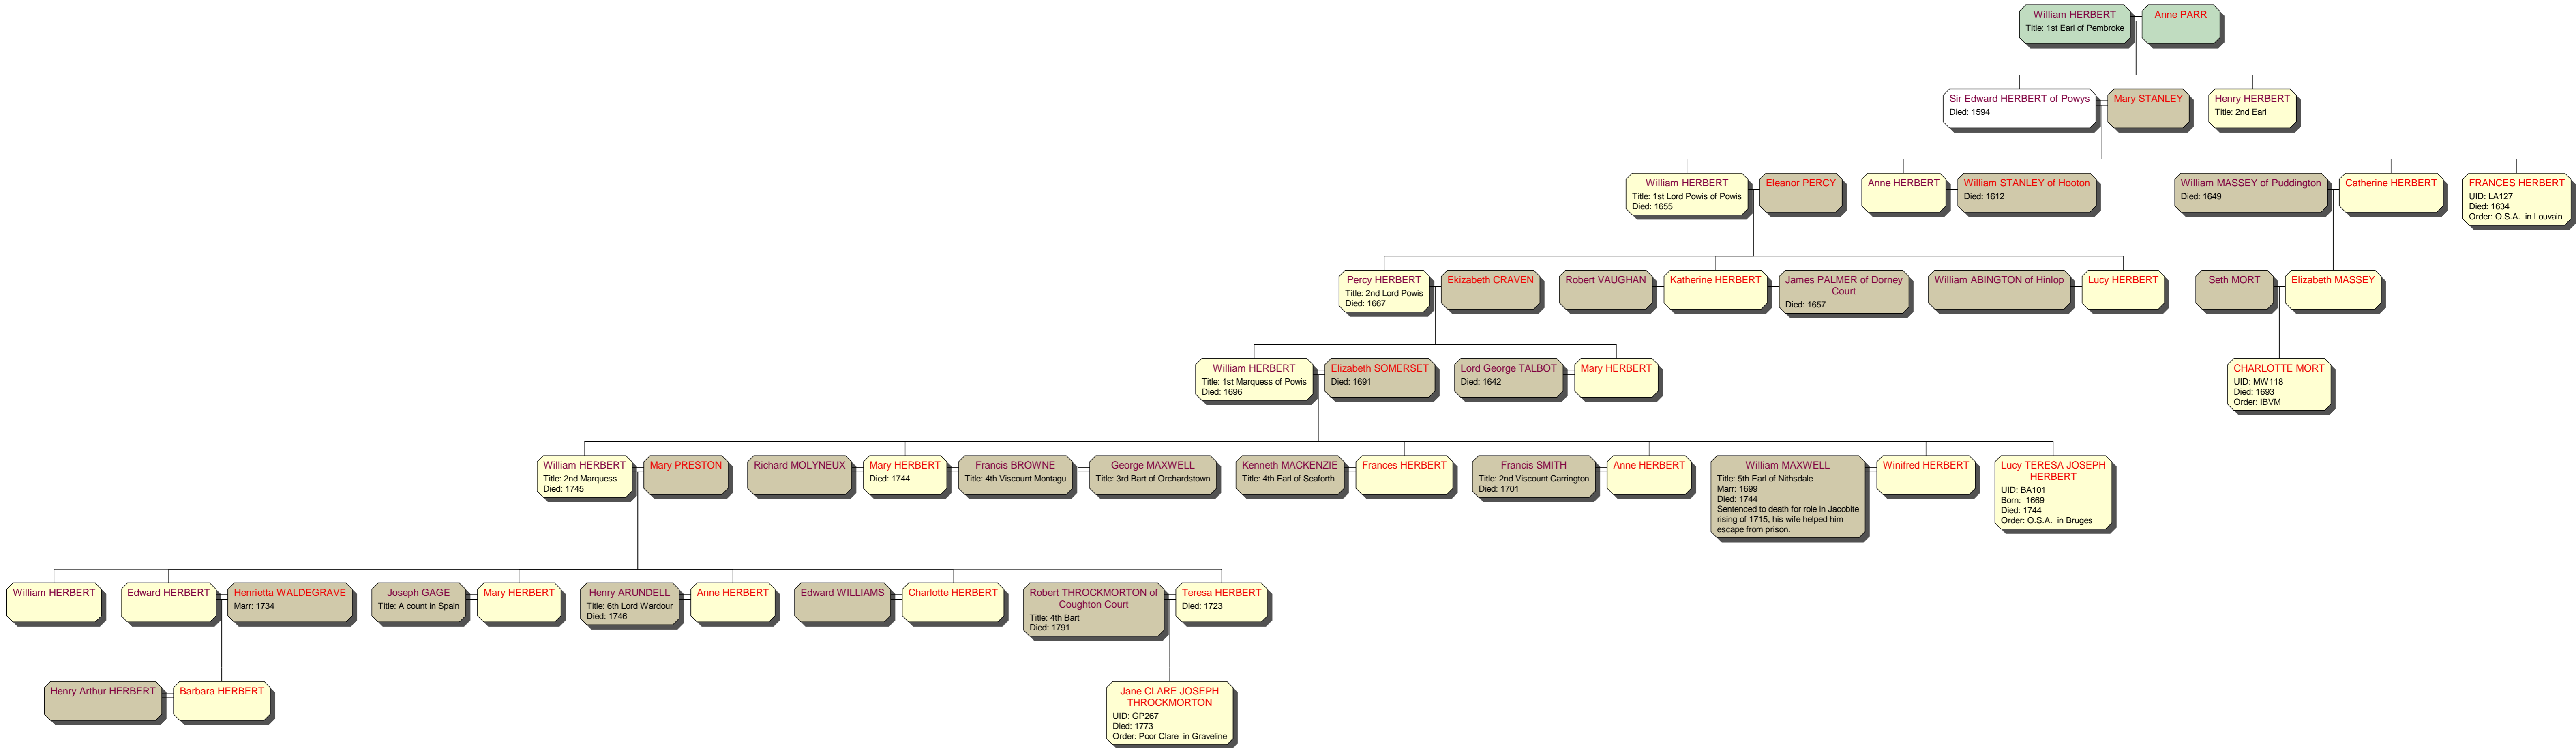 William HERBERT
Title: 1st Earl of Pembroke
Anne PARR
Sir Edward HERBERT of Powys
Died: 1594
Mary STANLEY
Henry HERBERT
Title: 2nd Earl
William HERBERT
Title: 1st Lord Powis of Powis
Died: 1655
Eleanor PERCY
Anne HERBERT
William STANLEY of Hooton
Died: 1612
William MASSEY of Puddington
Died: 1649
Catherine HERBERT
FRANCES HERBERT
UID: LA127
Died: 1634
Order: O.S.A. in Louvain
Percy HERBERT
Title: 2nd Lord Powis
Died: 1667
Ekizabeth CRAVEN
Robert VAUGHAN
Katherine HERBERT
James PALMER of Dorney
Court
Died: 1657
William ABINGTON of Hinlop
Lucy HERBERT
Seth MORT
Elizabeth MASSEY
William HERBERT
Title: 1st Marquess of Powis
Died: 1696
Elizabeth SOMERSET
Died: 1691
Lord George TALBOT
Died: 1642
Mary HERBERT
CHARLOTTE MORT
UID: MW118
Died: 1693
Order: IBVM
William HERBERT
Title: 2nd Marquess
Died: 1745
Mary PRESTON
Richard MOLYNEUX
Mary HERBERT
Died: 1744
Francis BROWNE
Title: 4th Viscount Montagu
George MAXWELL
Title: 3rd Bart of Orchardstown
Kenneth MACKENZIE
Title: 4th Earl of Seaforth
Frances HERBERT
Francis SMITH
Title: 2nd Viscount Carrington
Died: 1701
Anne HERBERT
William MAXWELL
Title: 5th Earl of Nithsdale
Marr: 1699
Died: 1744
Sentenced to death for role in Jacobite
rising of 1715, his wife helped him
escape from prison.
Winifred HERBERT
Lucy TERESA JOSEPH
HERBERT
UID: BA101
Born: 1669
Died: 1744
Order: O.S.A. in Bruges
William HERBERT
Edward HERBERT
Henrietta WALDEGRAVE
Marr: 1734
Joseph GAGE
Title: A count in Spain
Mary HERBERT
Henry ARUNDELL
Title: 6th Lord Wardour
Died: 1746
Anne HERBERT
Edward WILLIAMS
Charlotte HERBERT
Robert THROCKMORTON of
Coughton Court
Title: 4th Bart
Died: 1791
Teresa HERBERT
Died: 1723
Henry Arthur HERBERT
Barbara HERBERT
Jane CLARE JOSEPH
THROCKMORTON
UID: GP267
Died: 1773
Order: Poor Clare in Graveline